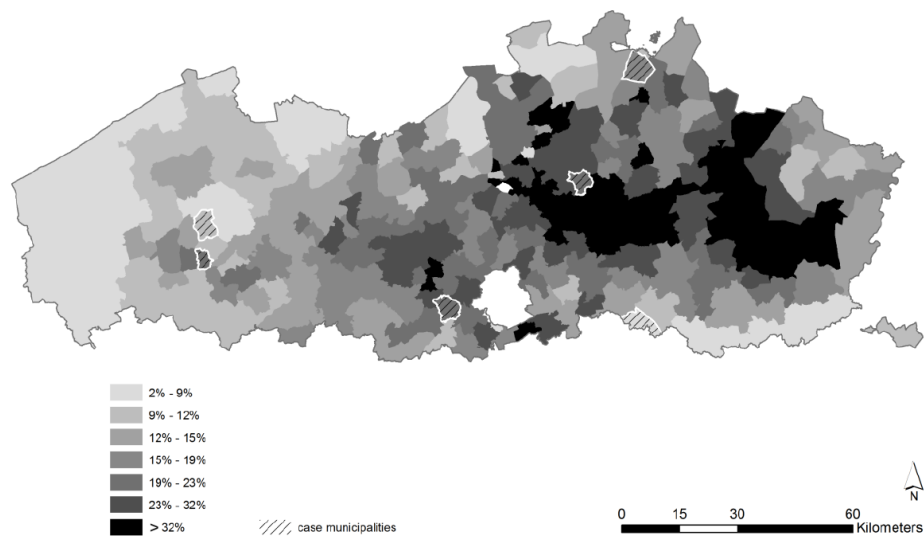 2% - 9%
9% - 12%
12% - 15%
15% - 19%
19% - 23%
23% - 32%
> 32%
case municipalities
N
0 15 30 60
Kilometers